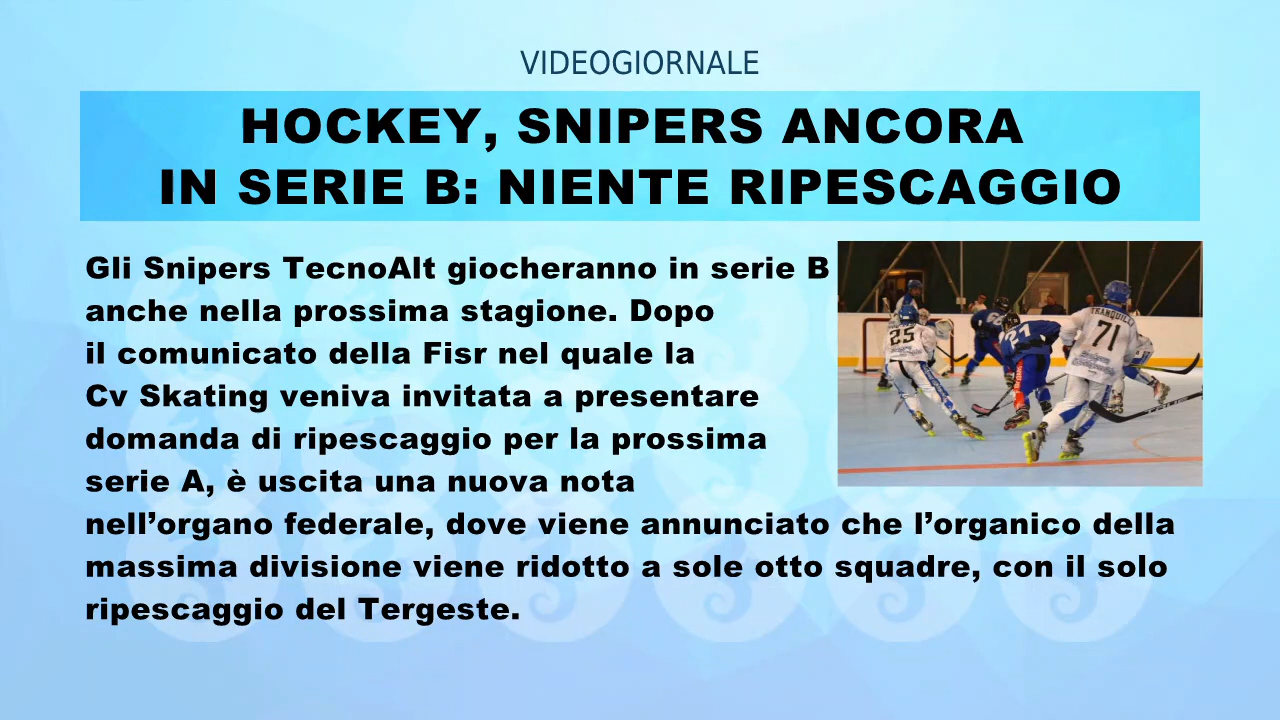 VIDEOGIORNALE
HOCKEY, SNIPERS ANCORA
IN SERIE B: NIENTE RIPESCAGGIO
Gli Snipers TecnoAlt giocheranno in serie B
anche nella prossima stagione. Dopo
il comunicato della Fisr nel quale la
Cv Skating veniva invitata a presentare
domanda di ripescaggio per la prossima
serie A, è uscita una nuova nota
nell’organo federale, dove viene annunciato che l’organico della
massima divisione viene ridotto a sole otto squadre, con il solo
ripescaggio del Tergeste.
25
27
71